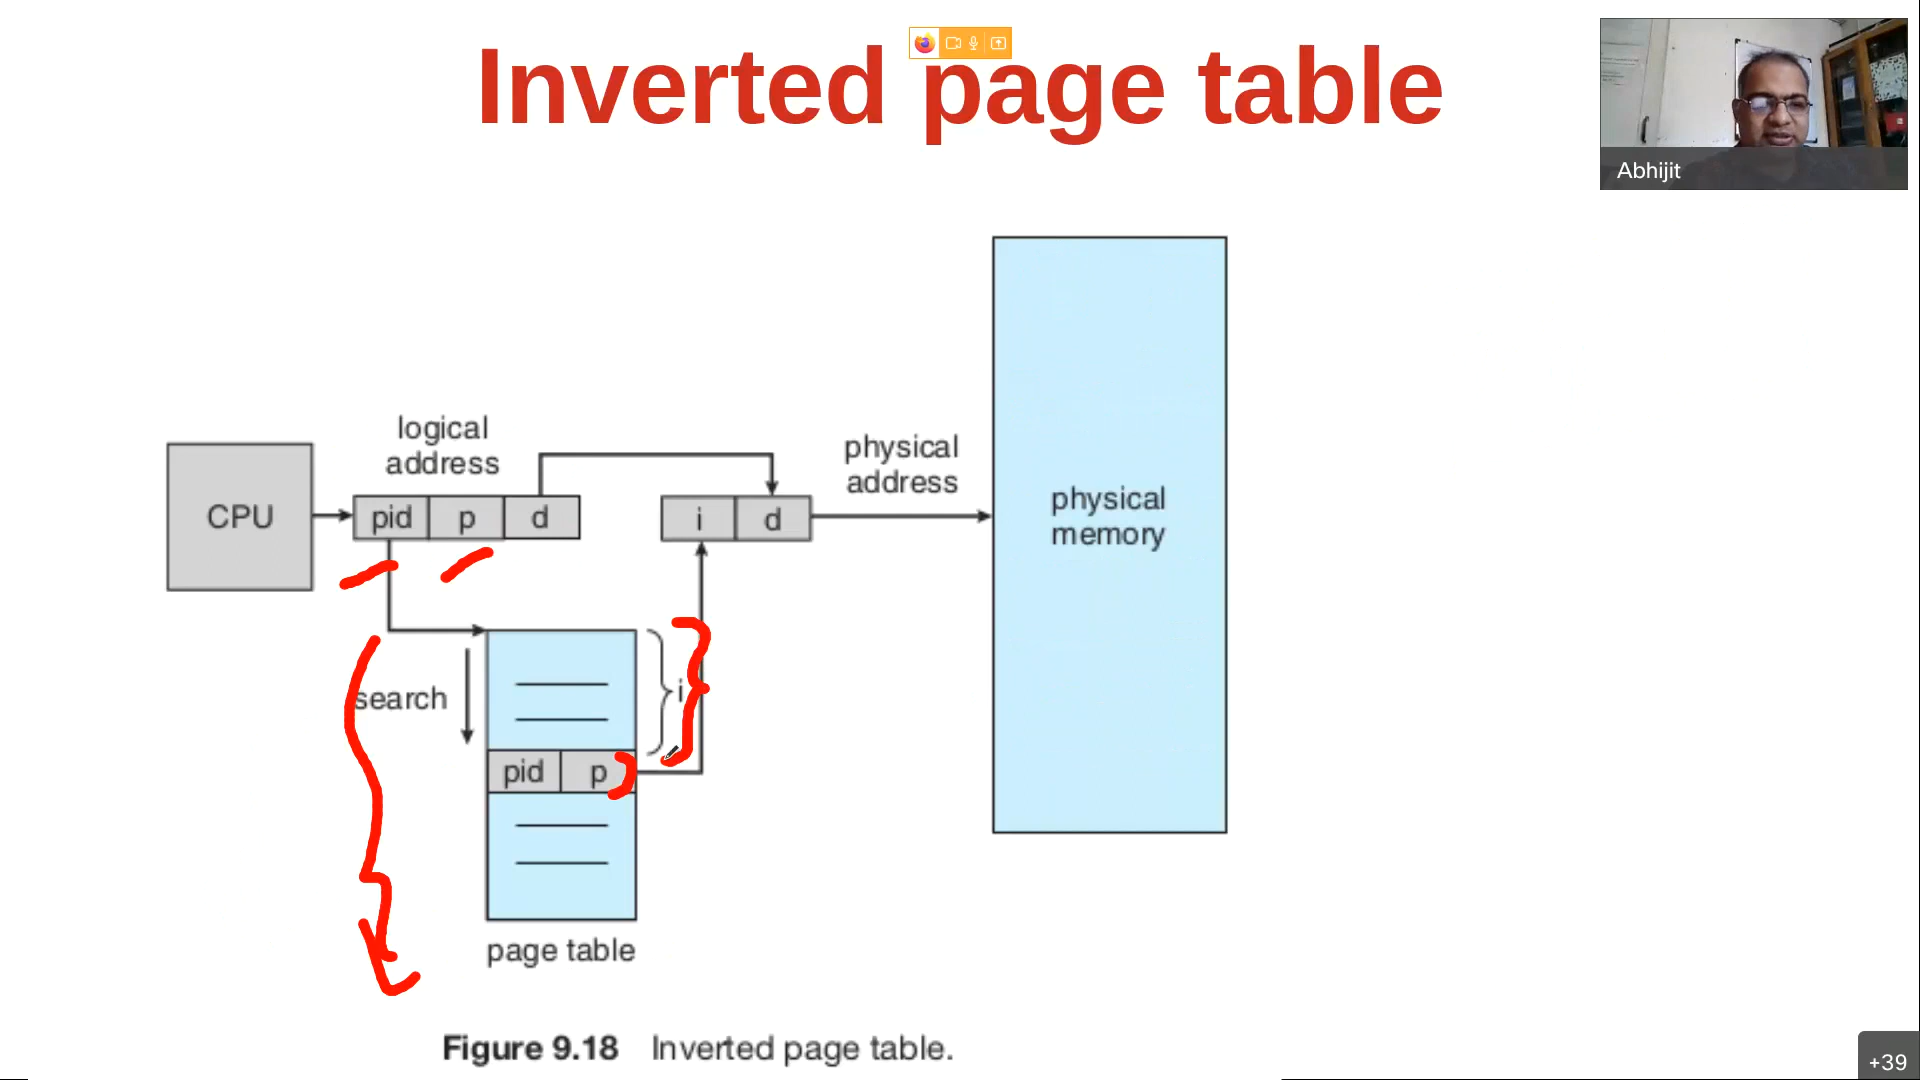 Inverted page table
Abhijit
logical
address
physical
address
CPU
pid p d
i d
physical
memory
search
i
pid p
page table
Figure 9.18 Inverted page table.
+39